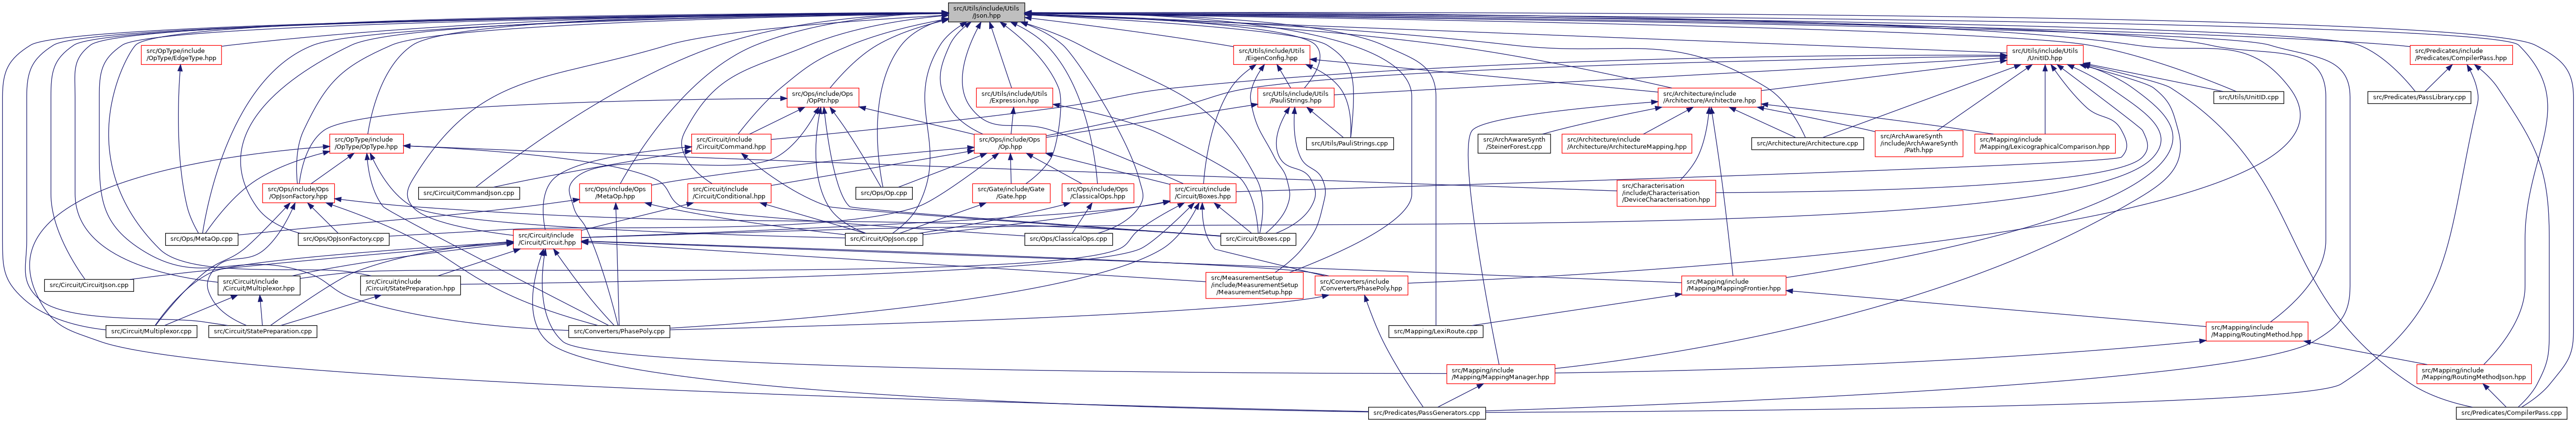 src/Utils/include/Utils
/Json.hpp
src/OpType/include
/OpType/EdgeType.hpp
src/Utils/include/Utils
/EigenConfig.hpp
src/Utils/include/Utils
/UnitID.hpp
src/Predicates/include
/Predicates/CompilerPass.hpp
src/Ops/include/Ops
/OpPtr.hpp
src/Utils/include/Utils
/Expression.hpp
src/Utils/include/Utils
/PauliStrings.hpp
src/Architecture/include
/Architecture/Architecture.hpp
src/Utils/UnitID.cpp
src/Predicates/PassLibrary.cpp
src/OpType/include
/OpType/OpType.hpp
src/Circuit/include
/Circuit/Command.hpp
src/Ops/include/Ops
/Op.hpp
src/Utils/PauliStrings.cpp
src/ArchAwareSynth
/SteinerForest.cpp
src/Architecture/include
/Architecture/ArchitectureMapping.hpp
src/Architecture/Architecture.cpp
src/ArchAwareSynth
/include/ArchAwareSynth
/Path.hpp
src/Mapping/include
/Mapping/LexicographicalComparison.hpp
src/Ops/include/Ops
/OpJsonFactory.hpp
src/Circuit/CommandJson.cpp
src/Ops/include/Ops
/MetaOp.hpp
src/Circuit/include
/Circuit/Conditional.hpp
src/Ops/Op.cpp
src/Gate/include/Gate
/Gate.hpp
src/Ops/include/Ops
/ClassicalOps.hpp
src/Circuit/include
/Circuit/Boxes.hpp
src/Characterisation
/include/Characterisation
/DeviceCharacterisation.hpp
src/Ops/MetaOp.cpp
src/Ops/OpJsonFactory.cpp
src/Circuit/include
/Circuit/Circuit.hpp
src/Circuit/OpJson.cpp
src/Ops/ClassicalOps.cpp
src/Circuit/Boxes.cpp
src/Circuit/CircuitJson.cpp
src/Circuit/include
/Circuit/Multiplexor.hpp
src/Circuit/include
/Circuit/StatePreparation.hpp
src/MeasurementSetup
/include/MeasurementSetup
/MeasurementSetup.hpp
src/Converters/include
/Converters/PhasePoly.hpp
src/Mapping/include
/Mapping/MappingFrontier.hpp
src/Circuit/Multiplexor.cpp
src/Circuit/StatePreparation.cpp
src/Converters/PhasePoly.cpp
src/Mapping/LexiRoute.cpp
src/Mapping/include
/Mapping/RoutingMethod.hpp
src/Mapping/include
/Mapping/MappingManager.hpp
src/Mapping/include
/Mapping/RoutingMethodJson.hpp
src/Predicates/PassGenerators.cpp
src/Predicates/CompilerPass.cpp